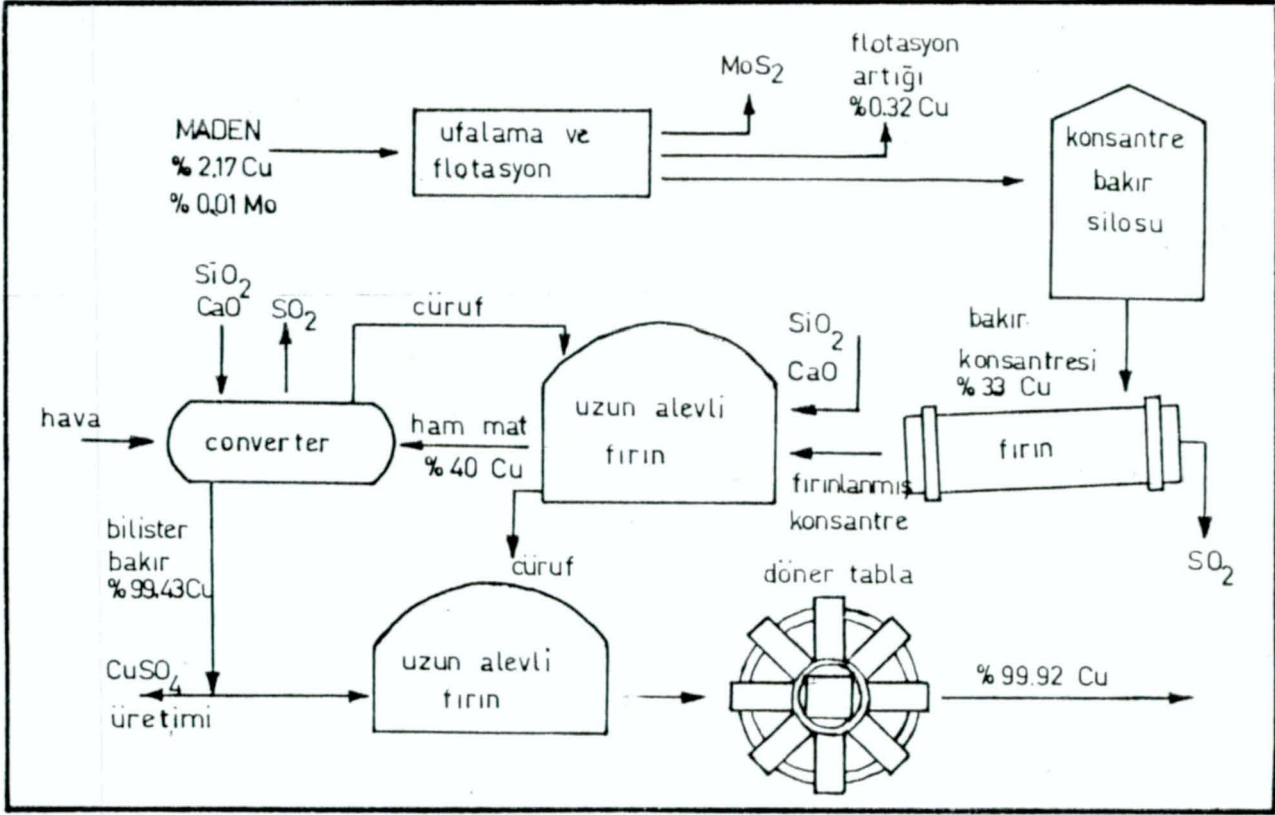 MADEN
% 2.17 Cu
% 0.01 Mo
ufalama ve
flotasyon
MoS2
flotasyon
artığı
%0.32 Cu
konsantre
bakır
silosu
SiO2
CaO
SO2
cüruf
hava
converter
ham mat
% 40 Cu
uzun alevli
fırın
SiO2
CaO
bakır
konsantresi
% 33 Cu
fırın
fırınlanmış
konsantre
SO2
bilister
bakır
% 99.43Cu
cüruf
CuSO4
üretimi
uzun alevli
fırın
döner tabla
% 99.92 Cu